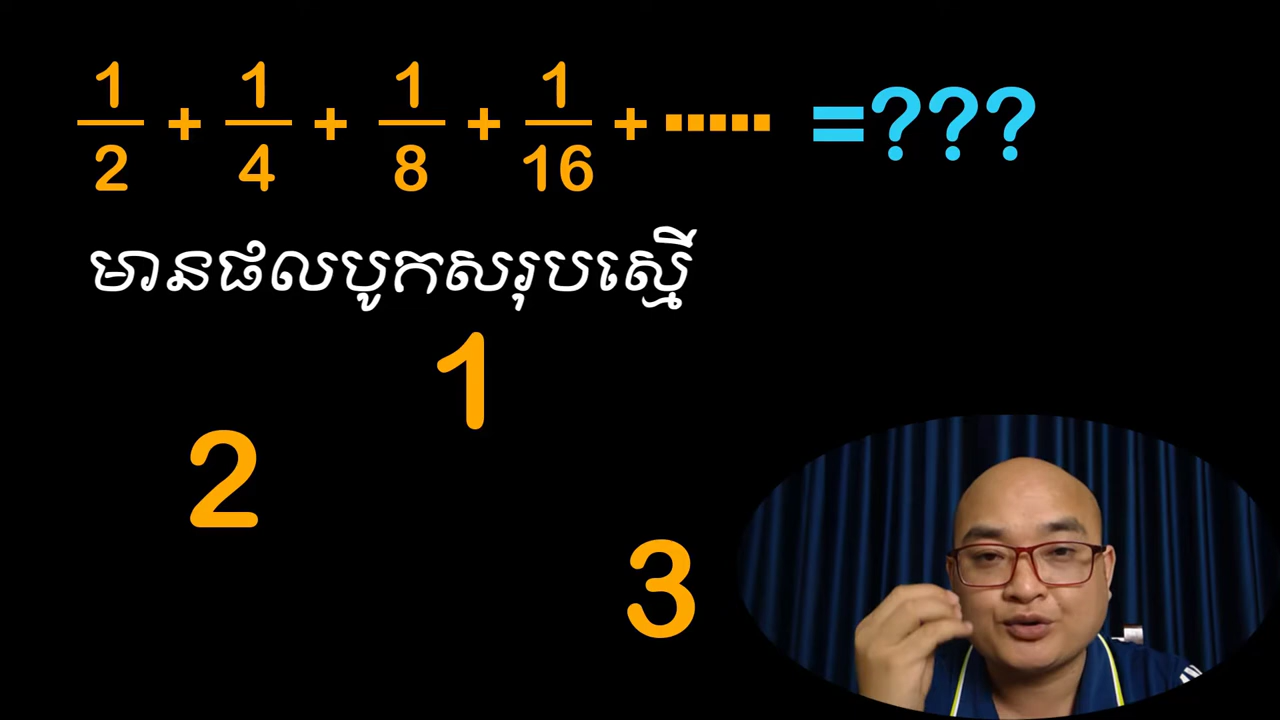 1/2 + 1/4 + 1/8 + 1/16 + ..... =???
មានផលបូកសរុបស្មើ
1
2
3